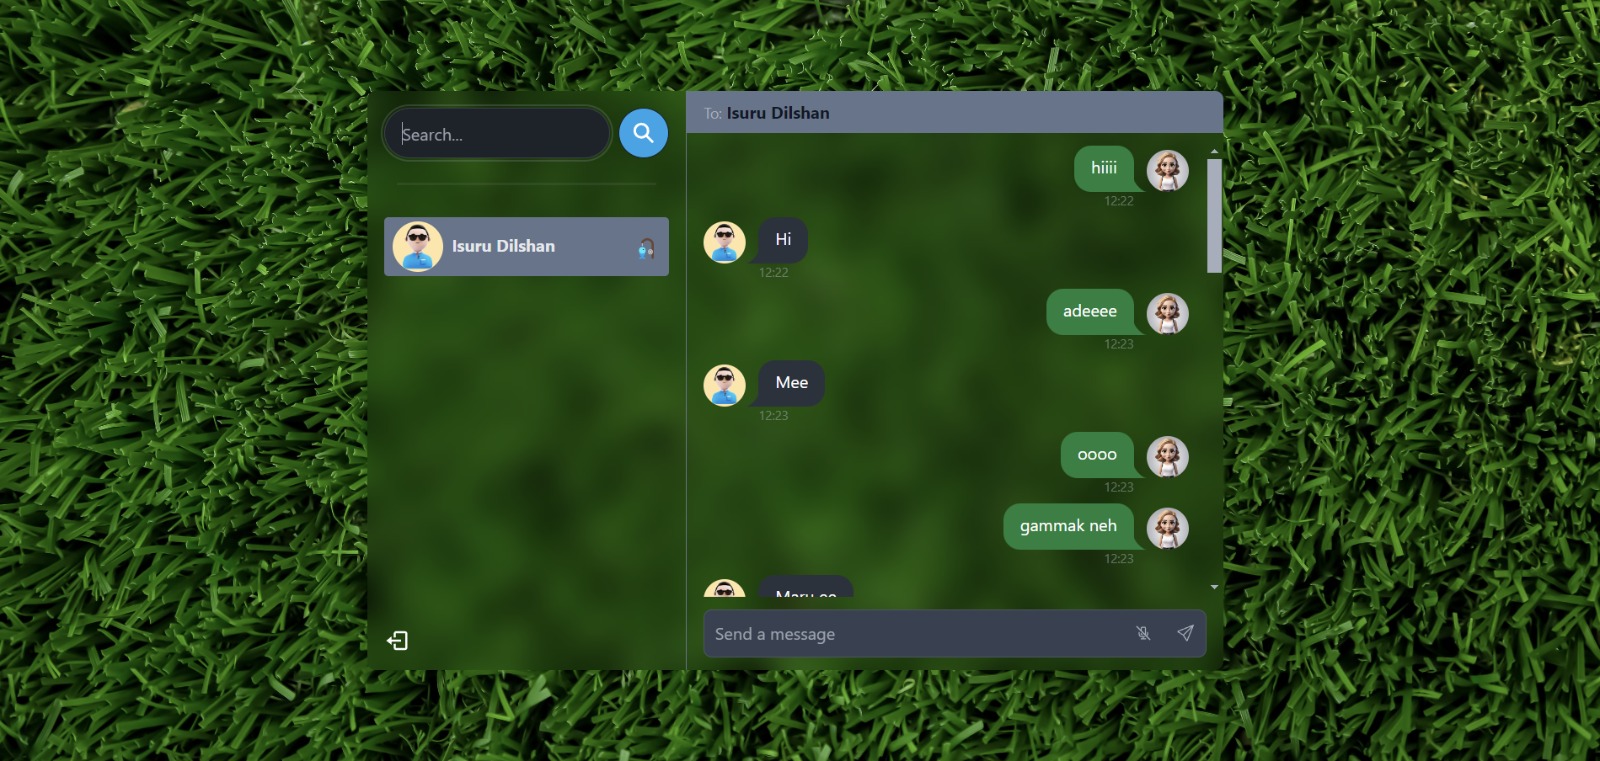 Search...
Isuru Dilshan
To: Isuru Dilshan
hiiii
12:22
Hi
12:22
adeeee
12:23
Mee
12:23
oooo
12:23
gammak neh
12:23
Send a message